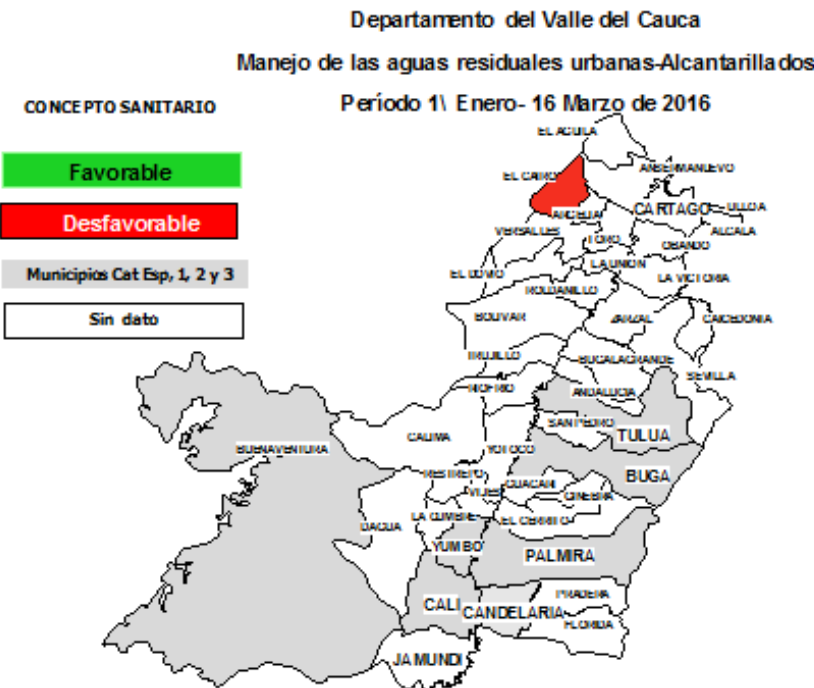 Departamento del Valle del Cauca
Manejo de las aguas residuales urbanas-Alcantarillados
Período 1\ Enero- 16 Marzo de 2016
CONCEPTO SANITARIO
Favorable
Desfavorable
Municipios Cat Esp, 1, 2 y 3
Sin dato
EL AGUILA
ANSERMANUEVO
EL CAIRO
ARGELIA
CARTAGO
ULLOA
ALCALA
VERSALLES
TORO
OBANDO
LA UNION
EL DOVIO
LA VICTORIA
ROLDANILLO
BOLIVAR
ZARZAL
CAICEDONIA
TRUJILLO
BUGALAGRANDE
SEVILLA
RIOFRIO
ANDALUCIA
SAN PEDRO
TULUA
CALIMA
YOTOCO
BUENAVENTURA
RESTREPO
BUGA
VIJES
GUACARI
GINEBRA
LA CUMBRE
EL CERRITO
DAGUA
YUMBO
PALMIRA
PRADERA
CALI
CANDELARIA
FLORIDA
JAMUNDI